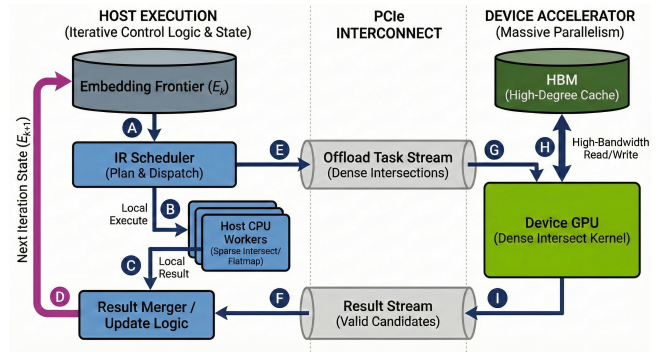 HOST EXECUTION
(Iterative Control Logic & State)
PCIe
INTERCONNECT
DEVICE ACCELERATOR
(Massive Parallelism)
Embedding Frontier (Eₖ)
HBM
(High-Degree Cache)
A
IR Scheduler
(Plan & Dispatch)
E
Offload Task Stream
(Dense Intersections)
G
H
High-Bandwidth
Read/Write
Next Iteration State (Eₖ₊₁)
Local
Execute
B
Host CPU
Workers
(Sparse Intersect/
Flatmap)
Device GPU
(Dense Intersect Kernel)
C
Local
Result
D
Result Merger /
Update Logic
F
Result Stream
(Valid Candidates)
I